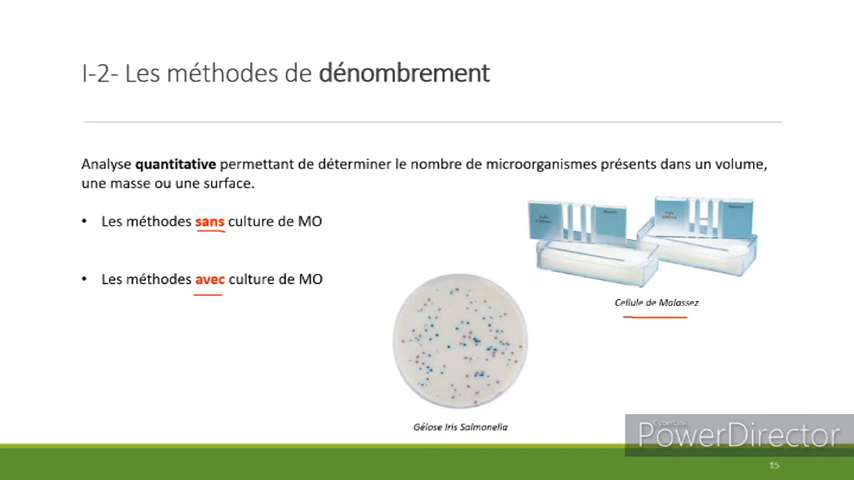 I-2- Les méthodes de dénombrement
Analyse quantitative permettant de déterminer le nombre de microorganismes présents dans un volume,
une masse ou une surface.
• Les méthodes sans culture de MO
• Les méthodes avec culture de MO
Cellule de Malassez
Gélose Iris Salmonella
CyberLink
PowerDirector
15